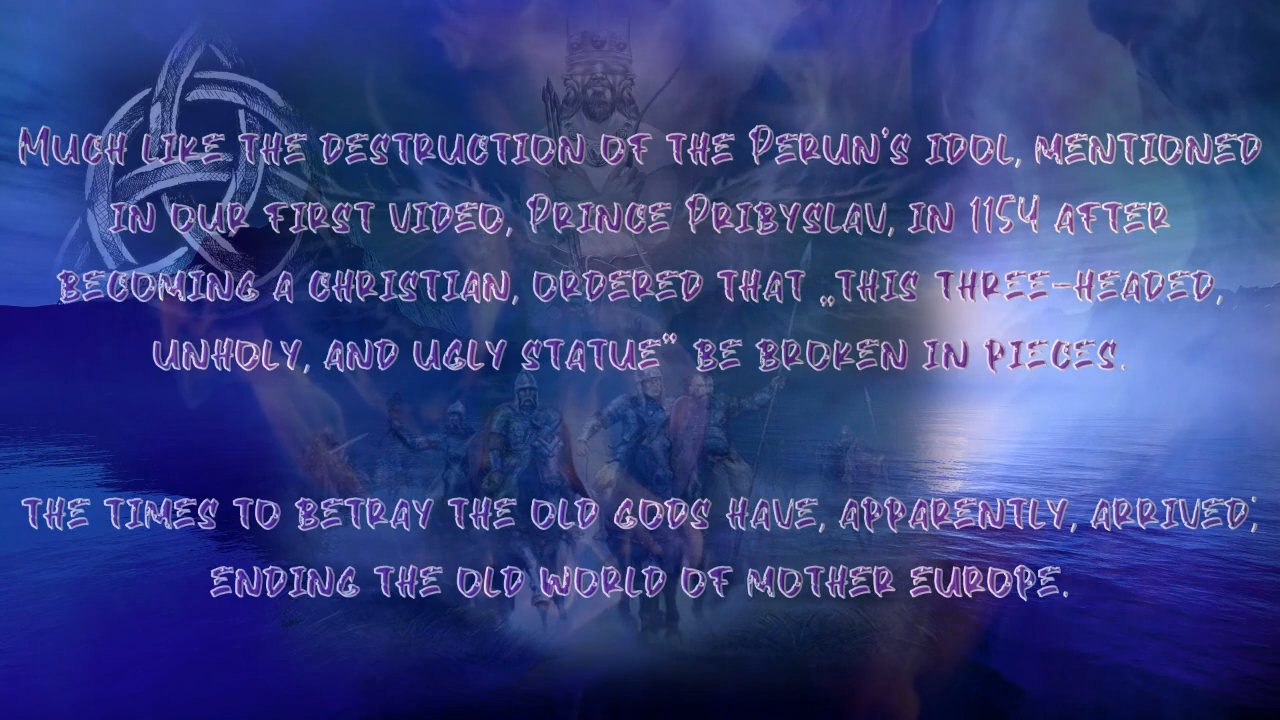 Much like the destruction of the Perun's idol, mentioned
in our first video, Prince Pribyslav, in 1154 after
becoming a christian, ordered that „this three-headed,
unholy, and ugly statue“ be broken in pieces.
the times to betray the old gods have, apparently, arrived;
ending the old world of mother europe.